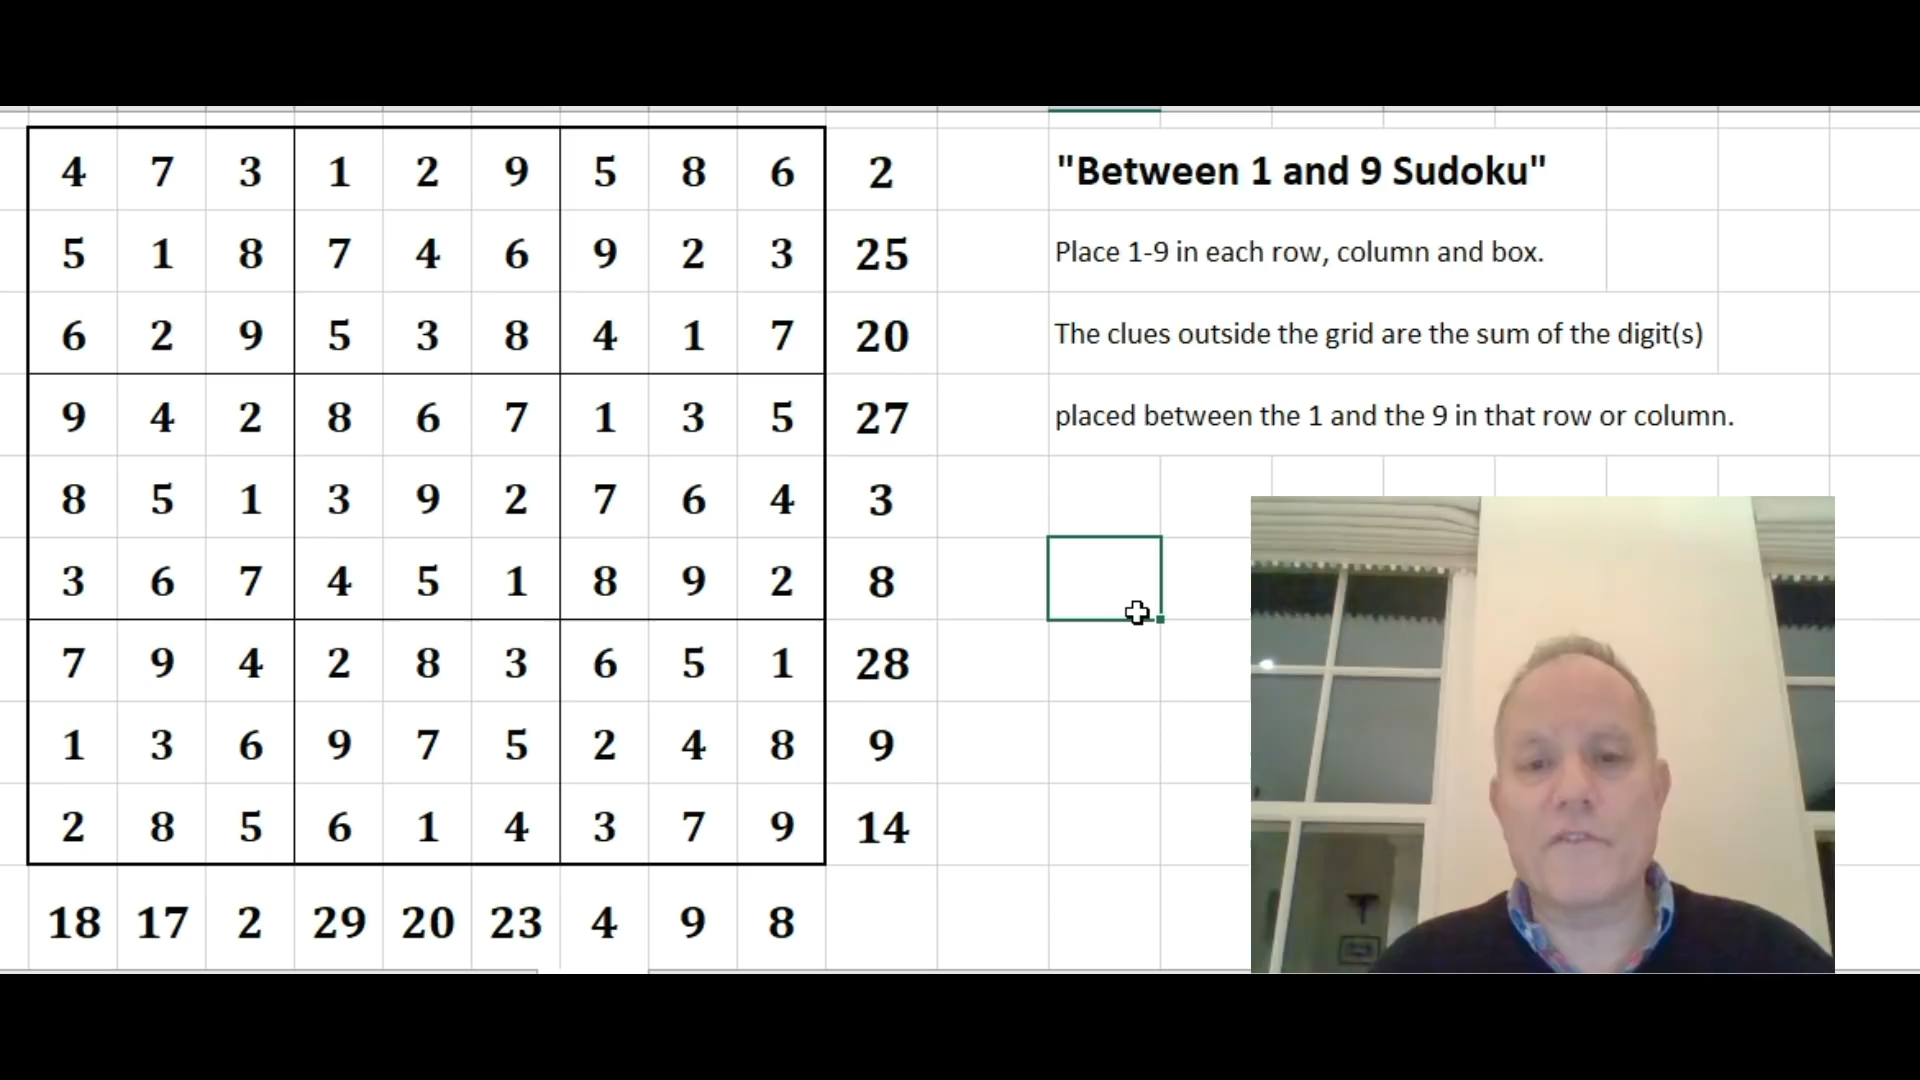 4 7 3 1 2 9 5 8 6 2
"Between 1 and 9 Sudoku"
5 1 8 7 4 6 9 2 3 25
Place 1-9 in each row, column and box.
6 2 9 5 3 8 4 1 7 20
The clues outside the grid are the sum of the digit(s)
9 4 2 8 6 7 1 3 5 27
placed between the 1 and the 9 in that row or column.
8 5 1 3 9 2 7 6 4 3
3 6 7 4 5 1 8 9 2 8
7 9 4 2 8 3 6 5 1 28
1 3 6 9 7 5 2 4 8 9
2 8 5 6 1 4 3 7 9 14
18 17 2 29 20 23 4 9 8